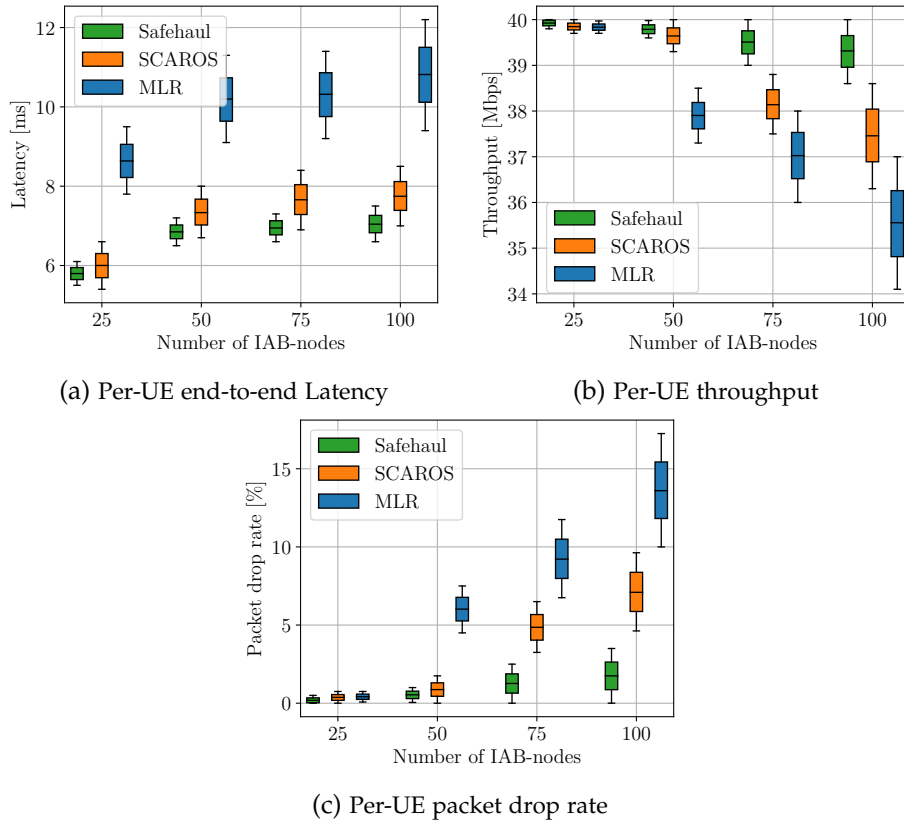 12
10
8
6
Latency [ms]
Safehaul
SCAROS
MLR
25 50 75 100
Number of IAB-nodes
(a) Per-UE end-to-end Latency
40
39
38
37
36
35
34
Throughput [Mbps]
Safehaul
SCAROS
MLR
25 50 75 100
Number of IAB-nodes
(b) Per-UE throughput
15
10
5
0
Packet drop rate [%]
Safehaul
SCAROS
MLR
25 50 75 100
Number of IAB-nodes
(c) Per-UE packet drop rate